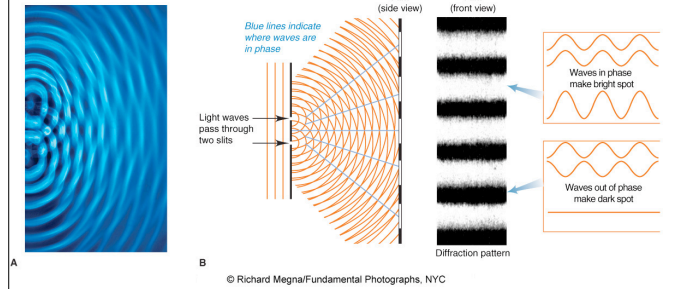 (side view)
(front view)
Blue lines indicate
where waves are
in phase
Light waves
pass through
two slits
Waves in phase
make bright spot
Waves out of phase
make dark spot
Diffraction pattern
A
B
© Richard Megna/Fundamental Photographs, NYC